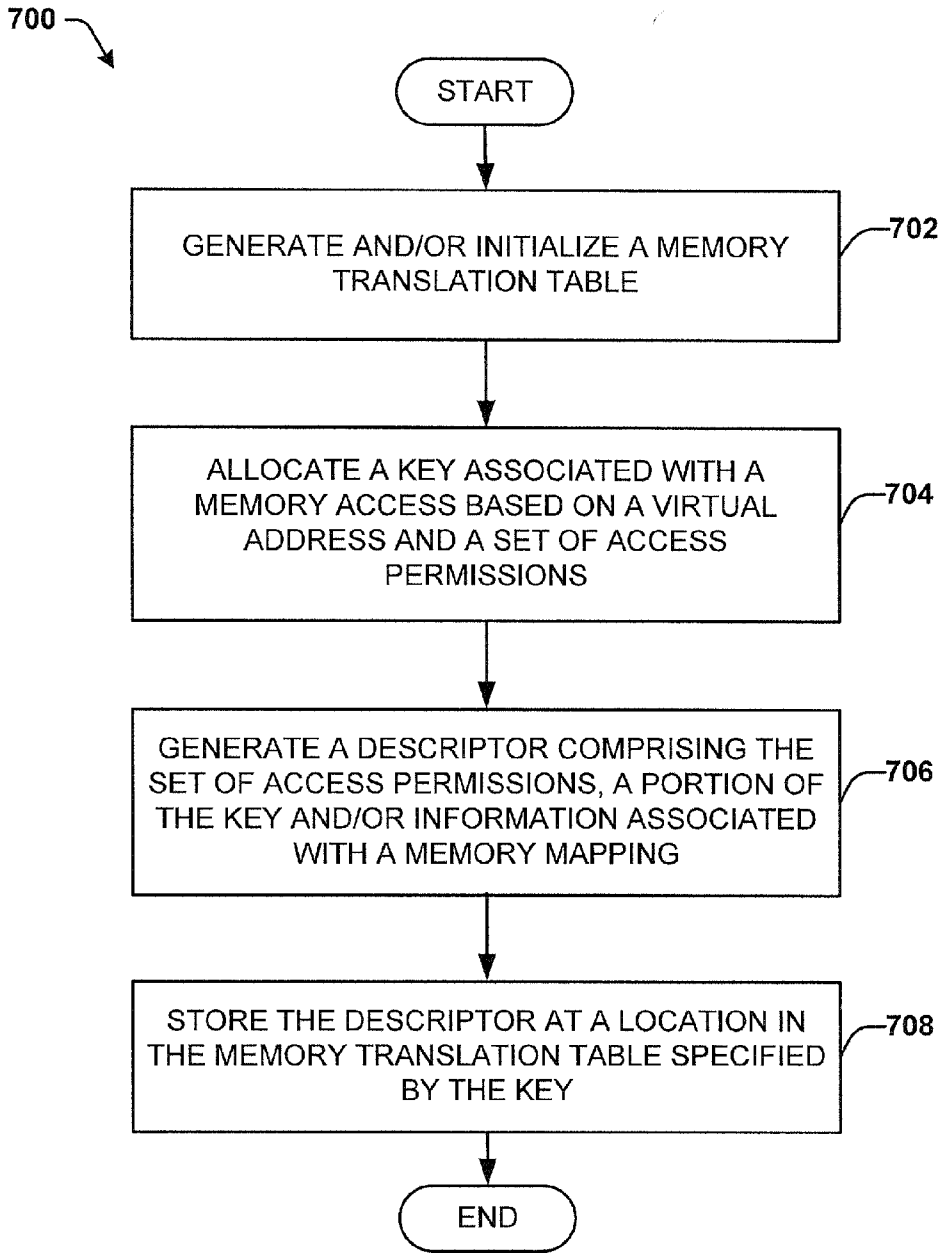 700
START
GENERATE AND/OR INITIALIZE A MEMORY
TRANSLATION TABLE
702
ALLOCATE A KEY ASSOCIATED WITH A
MEMORY ACCESS BASED ON A VIRTUAL
ADDRESS AND A SET OF ACCESS
PERMISSIONS
704
GENERATE A DESCRIPTOR COMPRISING THE
SET OF ACCESS PERMISSIONS, A PORTION OF
THE KEY AND/OR INFORMATION ASSOCIATED
WITH A MEMORY MAPPING
706
STORE THE DESCRIPTOR AT A LOCATION IN
THE MEMORY TRANSLATION TABLE SPECIFIED
BY THE KEY
708
END